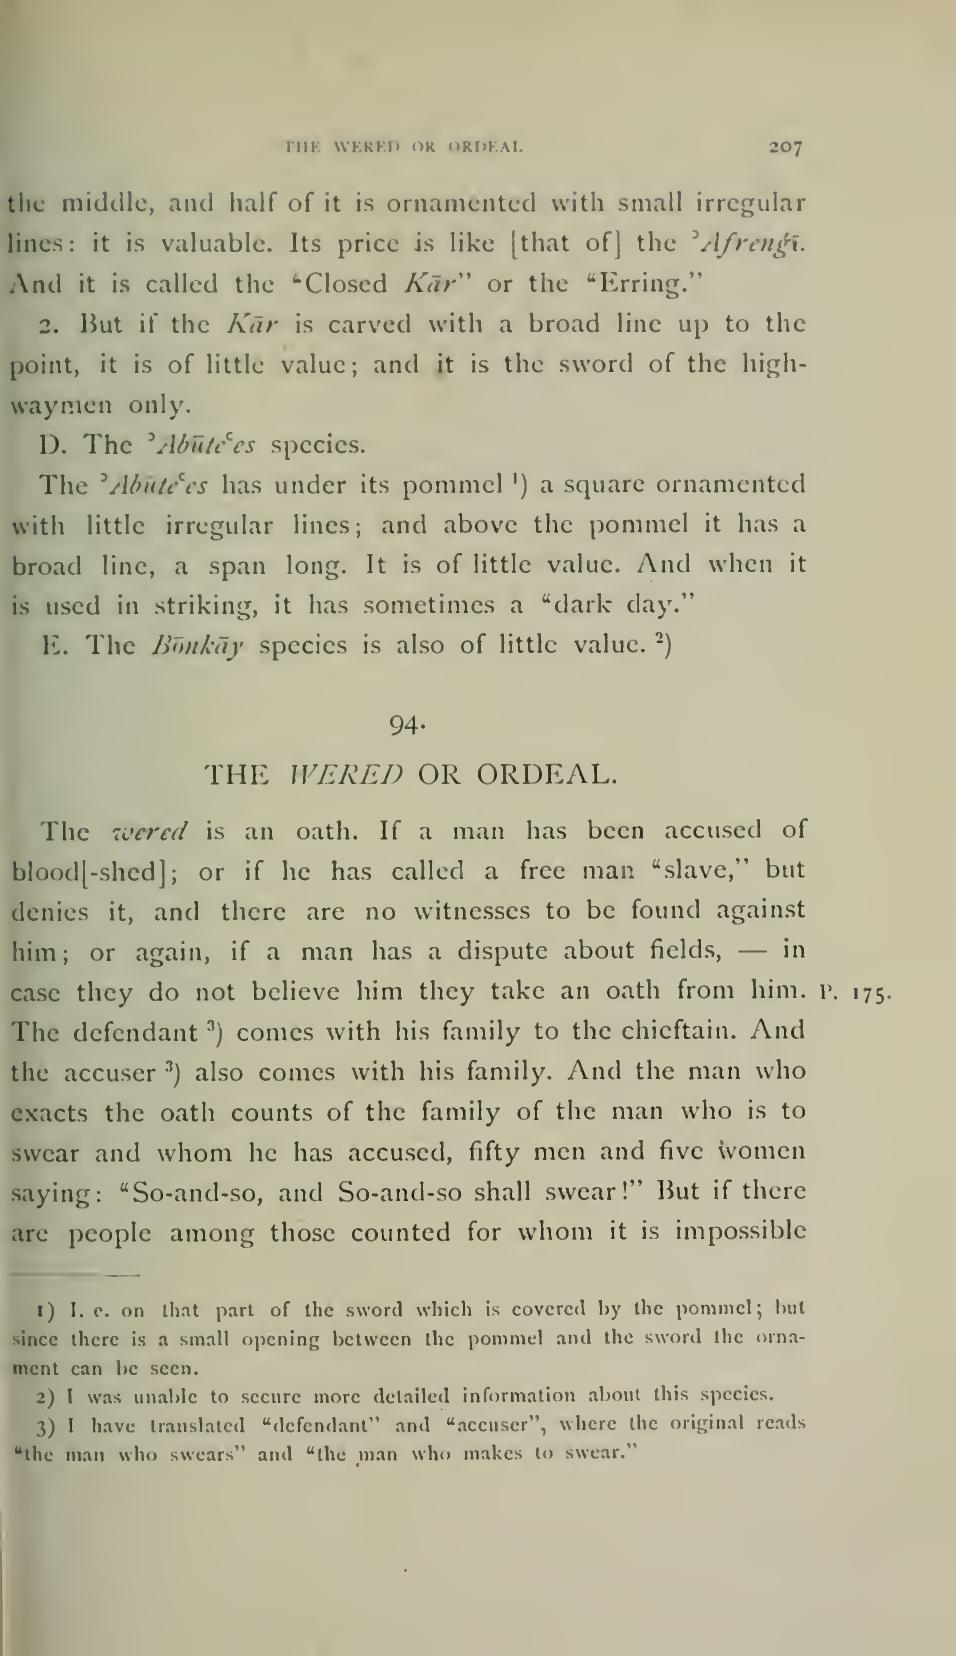 THE WERED OR ORDEAL 207
the middle, and half of it is ornamented with small irregular
lines: it is valuable. Its price is like [that of] the ʾAfrenǵī.
And it is called the “Closed Kār” or the “Erring.”
2. But if the Kār is carved with a broad line up to the
point, it is of little value; and it is the sword of the high-
waymen only.
D. The ʾAbūteʿes species.
The ʾAbūteʿes has under its pommel ¹) a square ornamented
with little irregular lines; and above the pommel it has a
broad line, a span long. It is of little value. And when it
is used in striking, it has sometimes a “dark day.”
E. The Bōnkāy species is also of little value. ²)
94.
THE WERED OR ORDEAL.
The wered is an oath. If a man has been accused of
blood[-shed]; or if he has called a free man “slave,” but
denies it, and there are no witnesses to be found against
him; or again, if a man has a dispute about fields, — in
case they do not believe him they take an oath from him. P. 175.
The defendant ³) comes with his family to the chieftain. And
the accuser ³) also comes with his family. And the man who
exacts the oath counts of the family of the man who is to
swear and whom he has accused, fifty men and five women
saying: “So-and-so, and So-and-so shall swear!” But if there
are people among those counted for whom it is impossible
1) I. e. on that part of the sword which is covered by the pommel; but
since there is a small opening between the pommel and the sword the orna-
ment can be seen.
2) I was unable to secure more detailed information about this species.
3) I have translated “defendant” and “accuser”, where the original reads
“the man who swears” and “the man who makes to swear.”